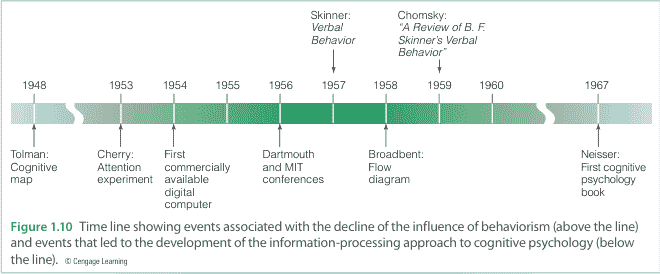 Skinner:
Verbal
Behavior
Chomsky:
“A Review of B. F.
Skinner’s Verbal
Behavior”
1948 1953 1954 1955 1956 1957 1958 1959 1960 1967
Tolman:
Cognitive
map
Cherry:
Attention
experiment
First
commercially
available
digital
computer
Dartmouth
and MIT
conferences
Broadbent:
Flow
diagram
Neisser:
First cognitive
psychology
book
Figure 1.10 Time line showing events associated with the decline of the influence of behaviorism (above the line)
and events that led to the development of the information-processing approach to cognitive psychology (below
the line). © Cengage Learning